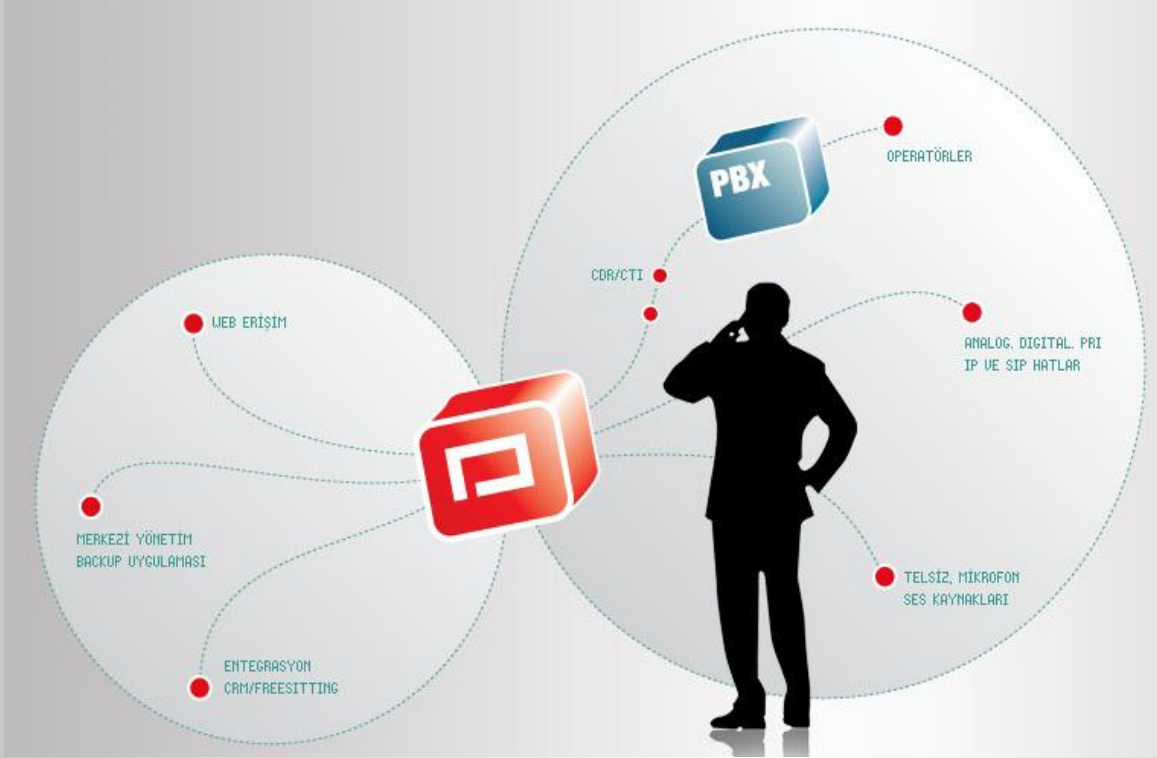 PBX
OPERATÖRLER
CDR/CTI
WEB ERİŞİM
ANALOG, DIGITAL, PRI
IP VE SIP HATLAR
MERKEZİ YÖNETİM
BACKUP UYGULAMASI
TELSİZ, MİKROFON
SES KAYNAKLARI
ENTEGRASYON
CRM/FREESITTING